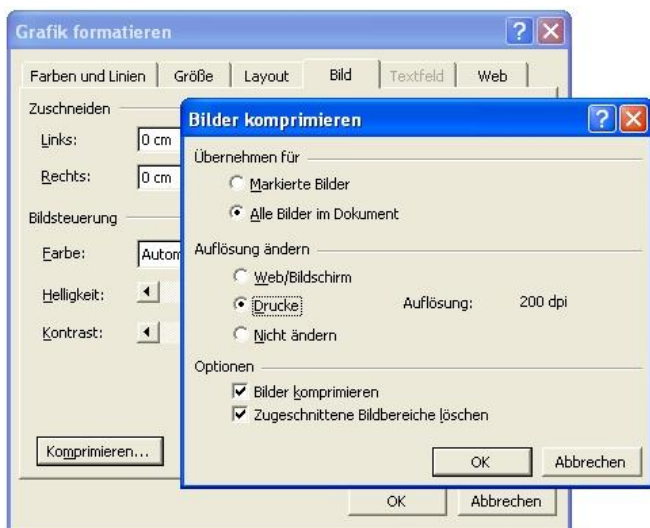 Grafik formatieren
Farben und Linien Größe Layout Bild Textfeld Web
Zuschneiden
Links: 0 cm
Rechts: 0 cm
Bildsteuerung
Farbe: Autom
Helligkeit:
Kontrast:
Komprimieren...
OK Abbrechen
Bilder komprimieren
Übernehmen für
Markierte Bilder
Alle Bilder im Dokument
Auflösung ändern
Web/Bildschirm
Drucke Auflösung: 200 dpi
Nicht ändern
Optionen
Bilder komprimieren
Zugeschnittene Bildbereiche löschen
OK Abbrechen